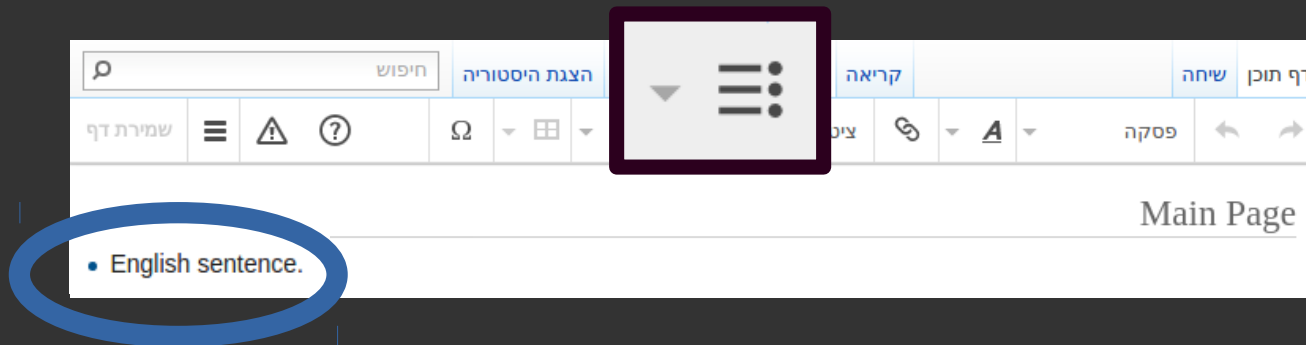 דף תוכן שיחה קריאה הצגת היסטוריה חיפוש
פסקה A Ω ? שמירת דף
Main Page
• English sentence.